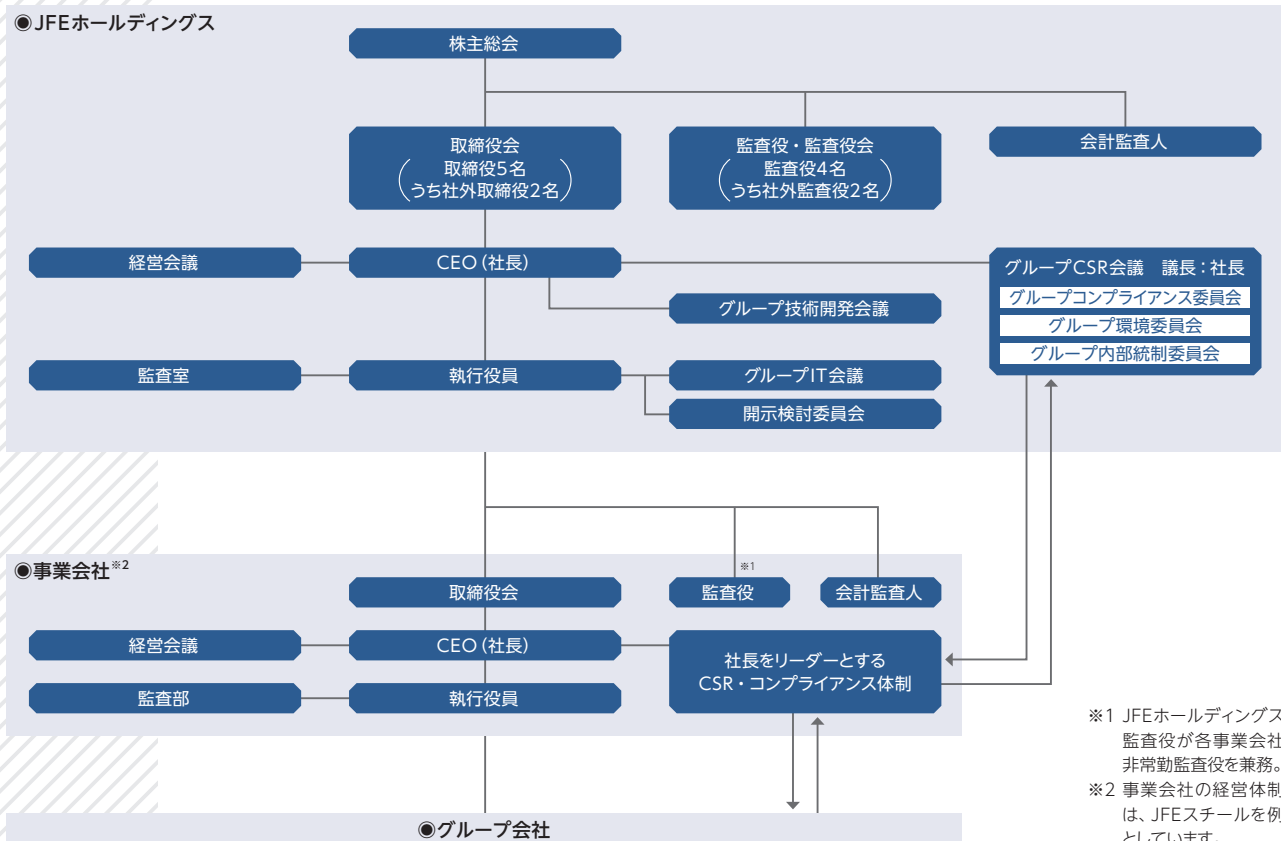 ◉JFEホールディングス
株主総会
取締役会
取締役5名
うち社外取締役2名
監査役・監査役会
監査役4名
うち社外監査役2名
会計監査人
経営会議
CEO（社長）
グループCSR会議　議長：社長
グループコンプライアンス委員会
グループ環境委員会
グループ内部統制委員会
グループ技術開発会議
監査室
執行役員
グループIT会議
開示検討委員会
◉事業会社※2
取締役会
※1
監査役
会計監査人
経営会議
CEO（社長）
社長をリーダーとする
CSR・コンプライアンス体制
監査部
執行役員
※1 JFEホールディングス
監査役が各事業会社
非常勤監査役を兼務。
※2 事業会社の経営体制
は、JFEスチールを例
としています。
◉グループ会社